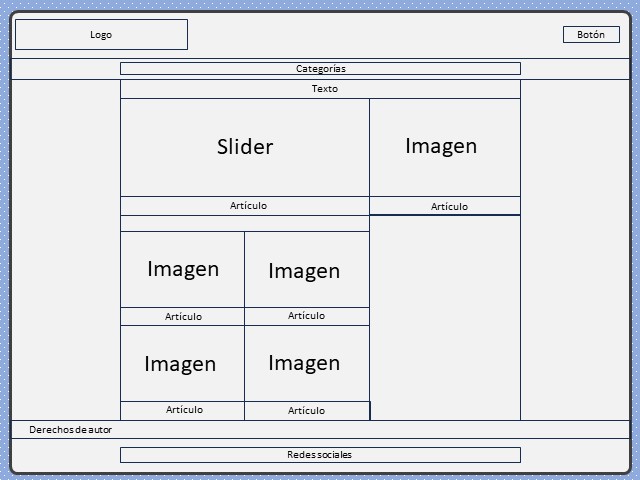 Logo
Botón
Categorías
Texto
Slider
Imagen
Artículo
Artículo
Imagen
Imagen
Artículo
Artículo
Imagen
Imagen
Artículo
Artículo
Derechos de autor
Redes sociales